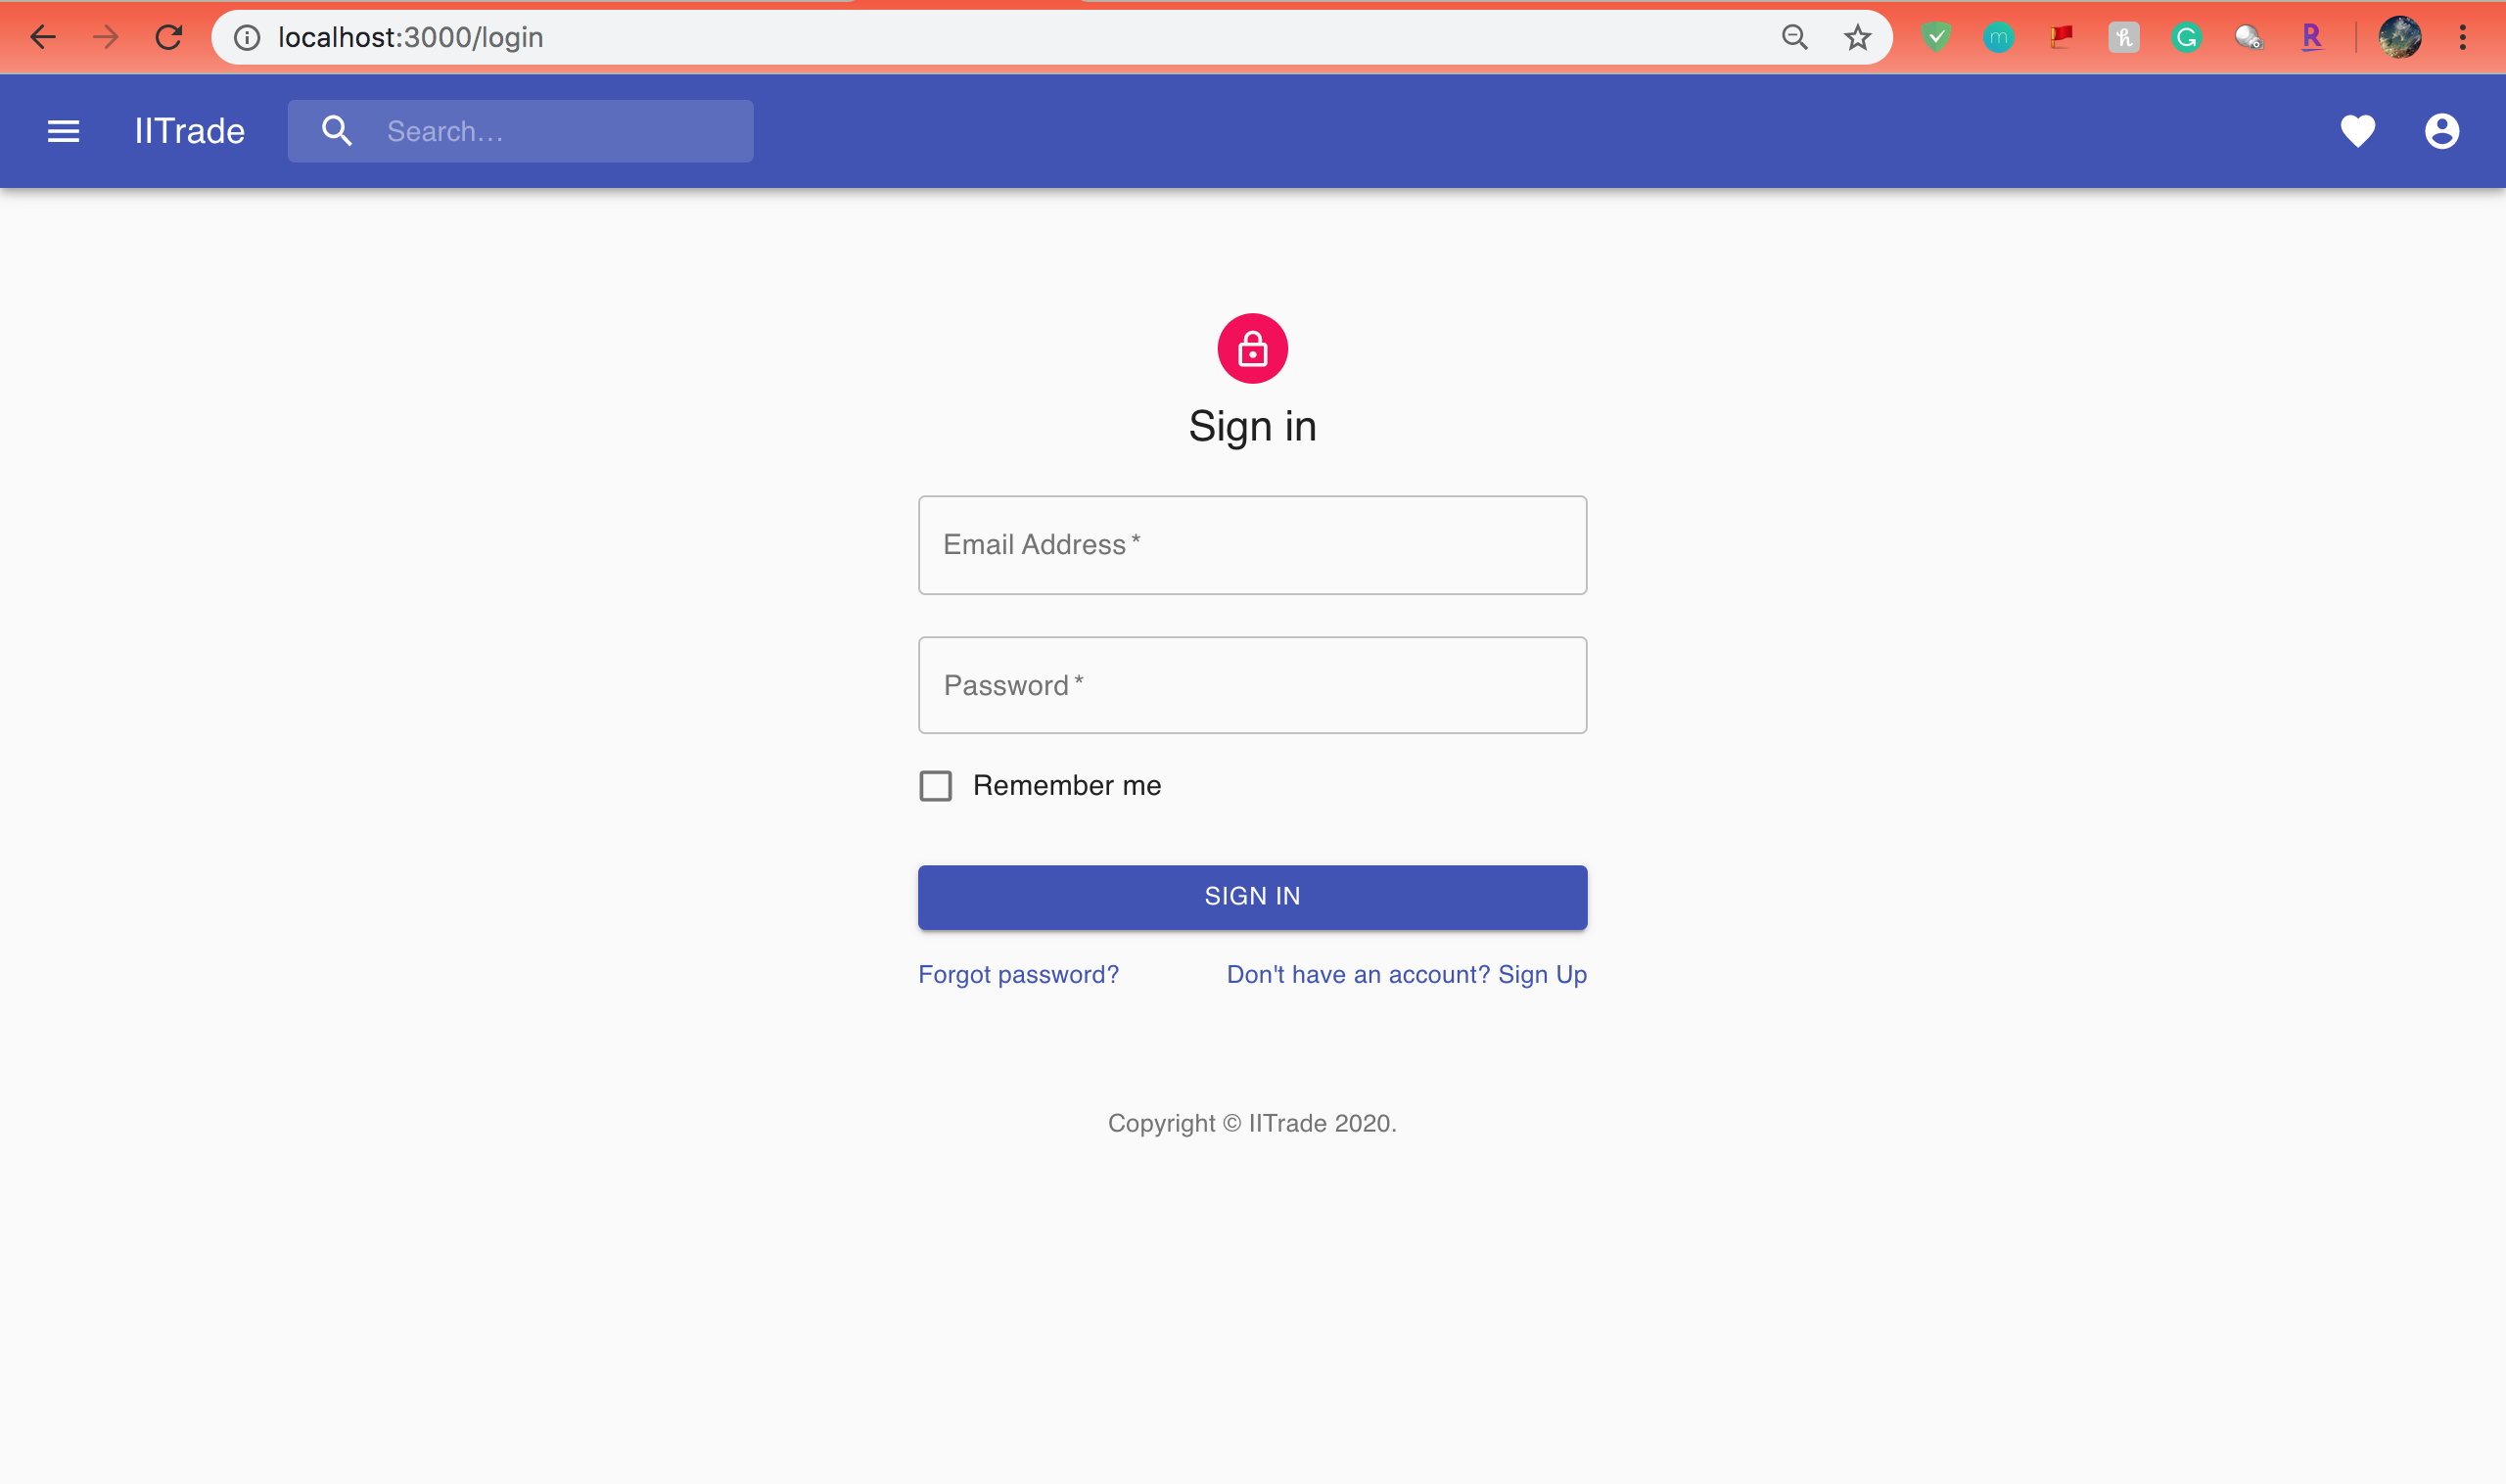 localhost:3000/login
IITrade
Search…
Sign in
Email Address *
Password *
Remember me
SIGN IN
Forgot password?
Don't have an account? Sign Up
Copyright © IITrade 2020.